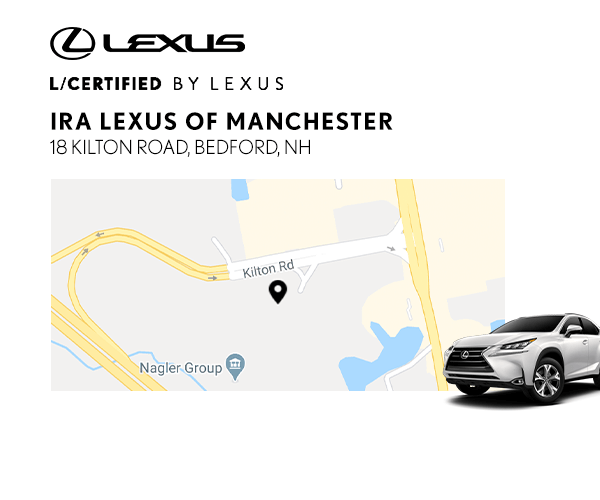 LEXUS
L/CERTIFIED BY LEXUS
IRA LEXUS OF MANCHESTER
18 KILTON ROAD, BEDFORD, NH
Kilton Rd
Nagler Group